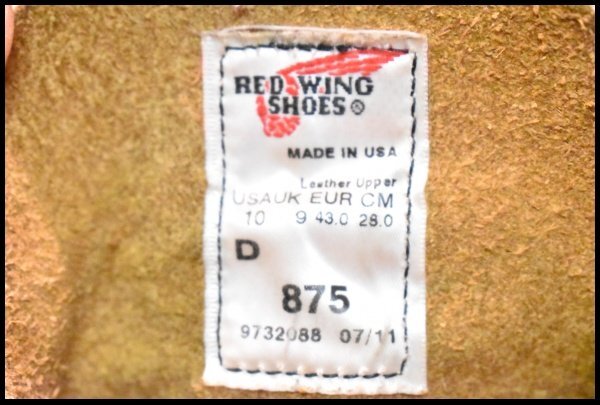 RED WING
SHOES®
MADE IN USA
Leather Upper
USA UK EUR CM
10 9 43.0 28.0
D
875
9732088 07/11